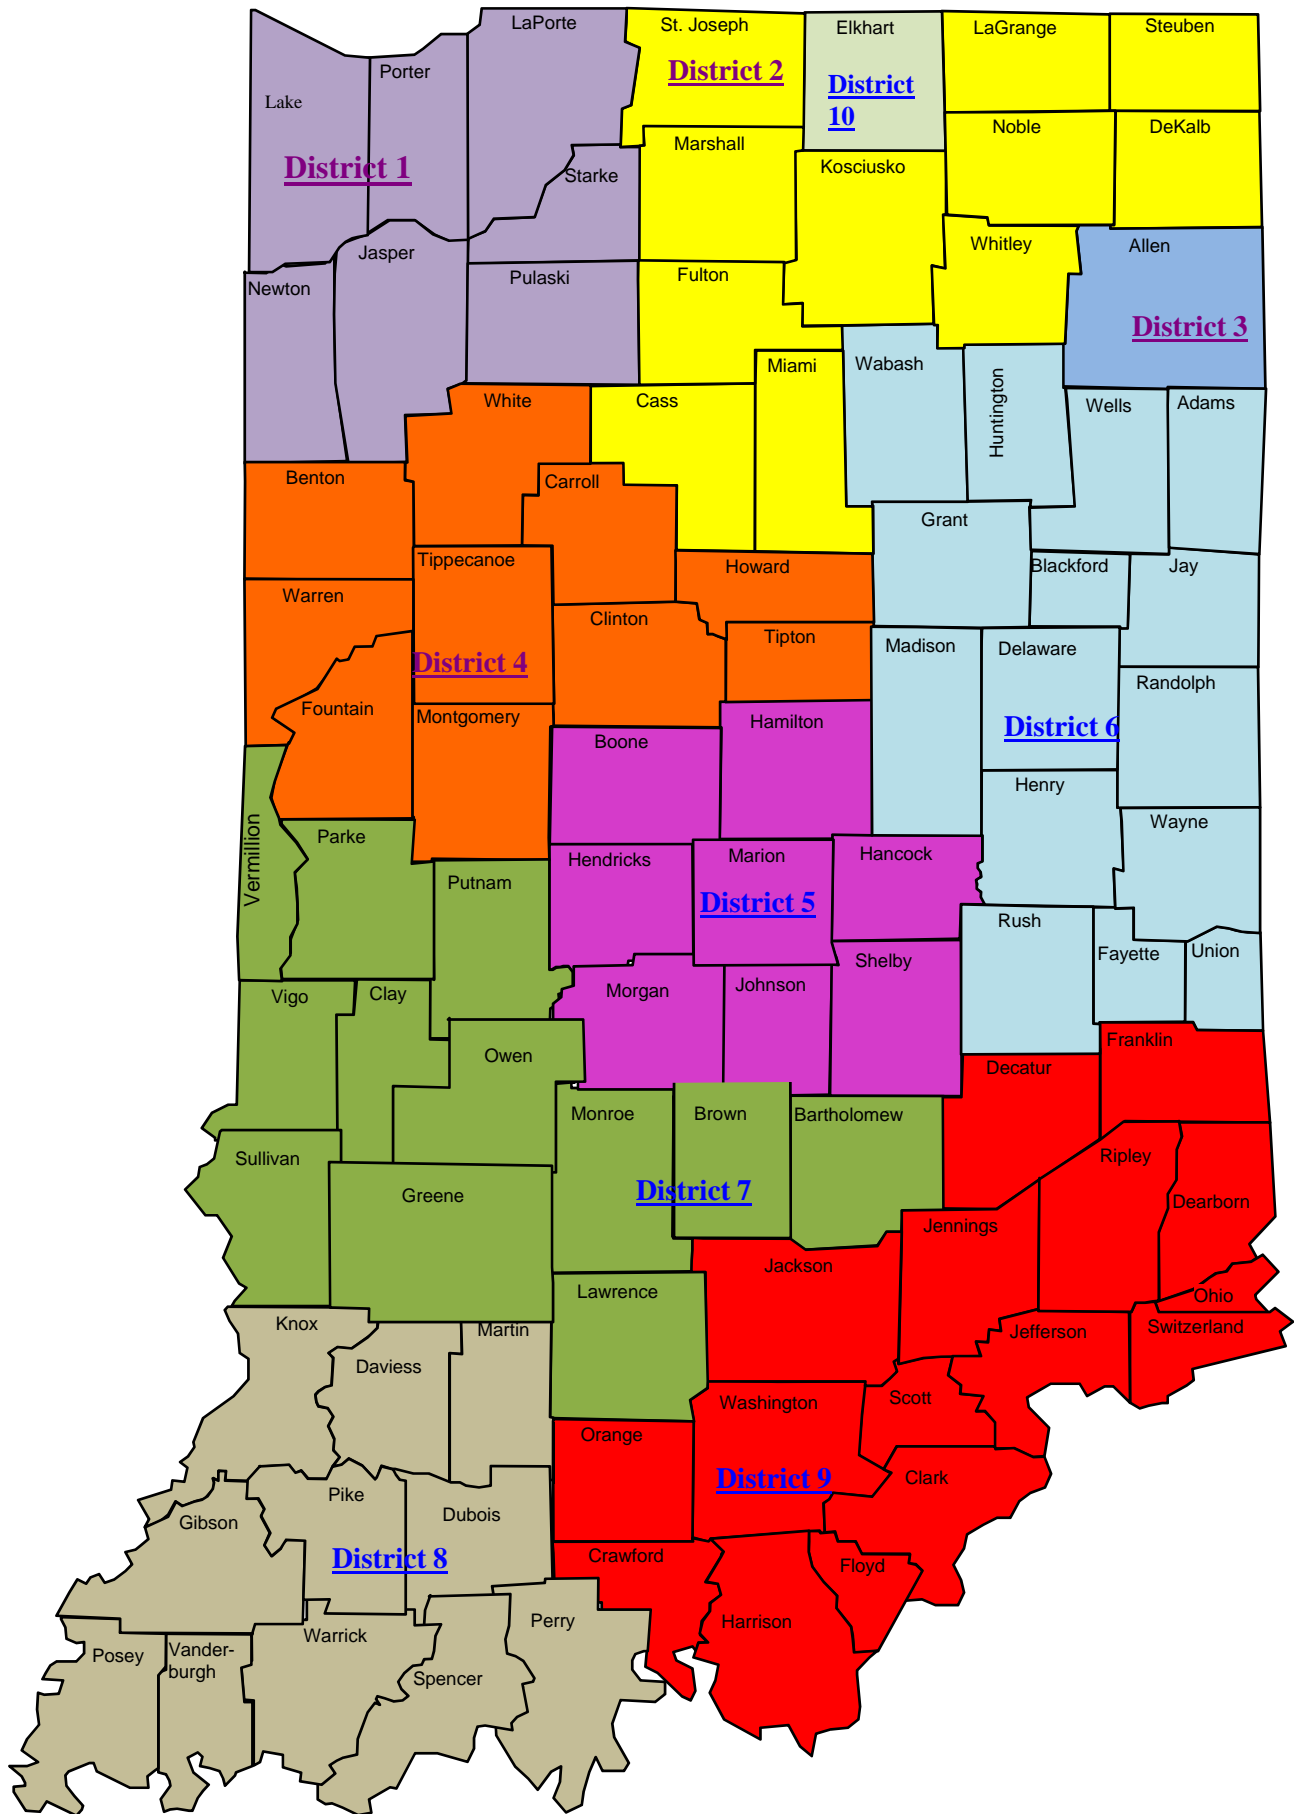 LaPorte
St. Joseph
Elkhart
LaGrange
Steuben
Porter
District 2
District
10
Lake
Noble
DeKalb
Marshall
Kosciusko
District 1
Starke
Jasper
Whitley
Allen
Newton
Pulaski
Fulton
District 3
Miami
Wabash
Huntington
White
Cass
Wells
Adams
Benton
Carroll
Grant
Tippecanoe
Howard
Blackford
Jay
Warren
Clinton
Tipton
Madison
Delaware
District 4
Randolph
Fountain
Montgomery
Hamilton
District 6
Boone
Henry
Wayne
Vermillion
Parke
Hendricks
Marion
Hancock
Putnam
District 5
Rush
Fayette
Union
Shelby
Vigo
Clay
Morgan
Johnson
Owen
Franklin
Decatur
Monroe
Brown
Bartholomew
Sullivan
Ripley
Greene
District 7
Dearborn
Jennings
Jackson
Lawrence
Ohio
Knox
Martin
Jefferson
Switzerland
Daviess
Washington
Scott
Orange
District 9
Clark
Pike
Gibson
Dubois
District 8
Crawford
Floyd
Perry
Harrison
Warrick
Posey
Vander-
burgh
Spencer